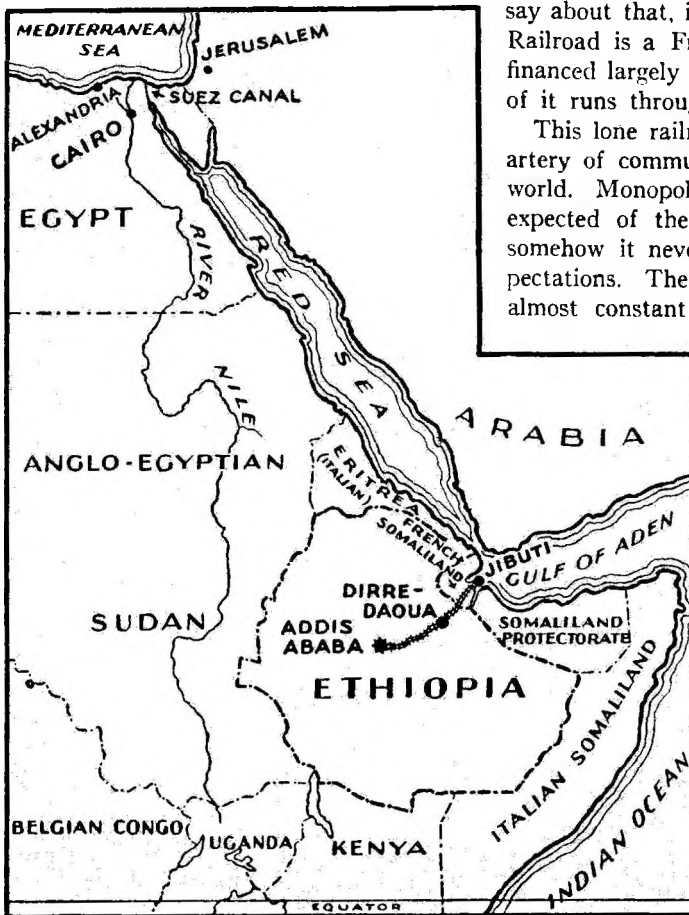 say about that, i
Railroad is a Fr
financed largely
of it runs throug
This lone railr
artery of commu
world. Monopol
expected of the
somehow it neve
pectations. The
almost constant
MEDITERRANEAN
SEA
JERUSALEM
ALEXANDRIA
SUEZ CANAL
CAIRO
EGYPT
RIVER
NILE
RED SEA
ARABIA
ANGLO-EGYPTIAN
SUDAN
ERITREA
(ITALIAN)
FRENCH
SOMALILAND
JIBUTI
GULF OF ADEN
DIRRE-
DAOUA
ADDIS
ABABA
SOMALILAND
PROTECTORATE
ETHIOPIA
ITALIAN SOMALILAND
INDIAN OCEAN
BELGIAN CONGO
UGANDA
KENYA
EQUATOR